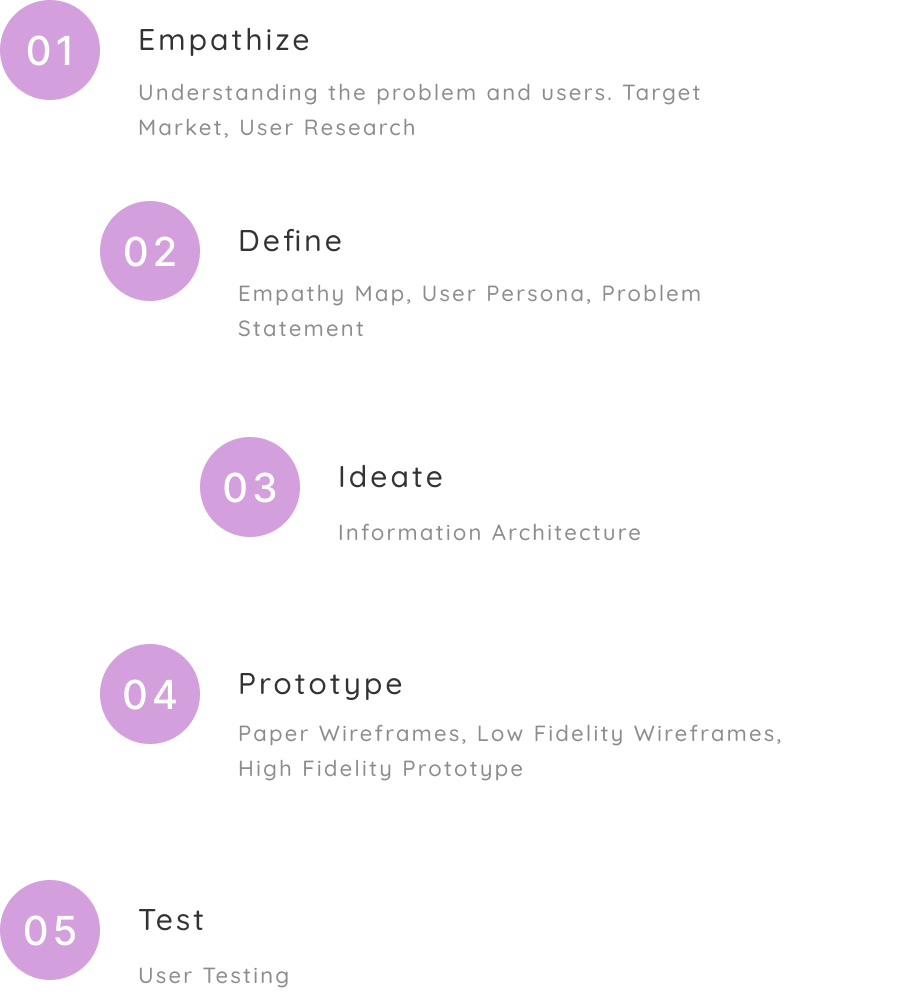 01
Empathize
Understanding the problem and users. Target
Market, User Research
02
Define
Empathy Map, User Persona, Problem
Statement
03
Ideate
Information Architecture
04
Prototype
Paper Wireframes, Low Fidelity Wireframes,
High Fidelity Prototype
05
Test
User Testing